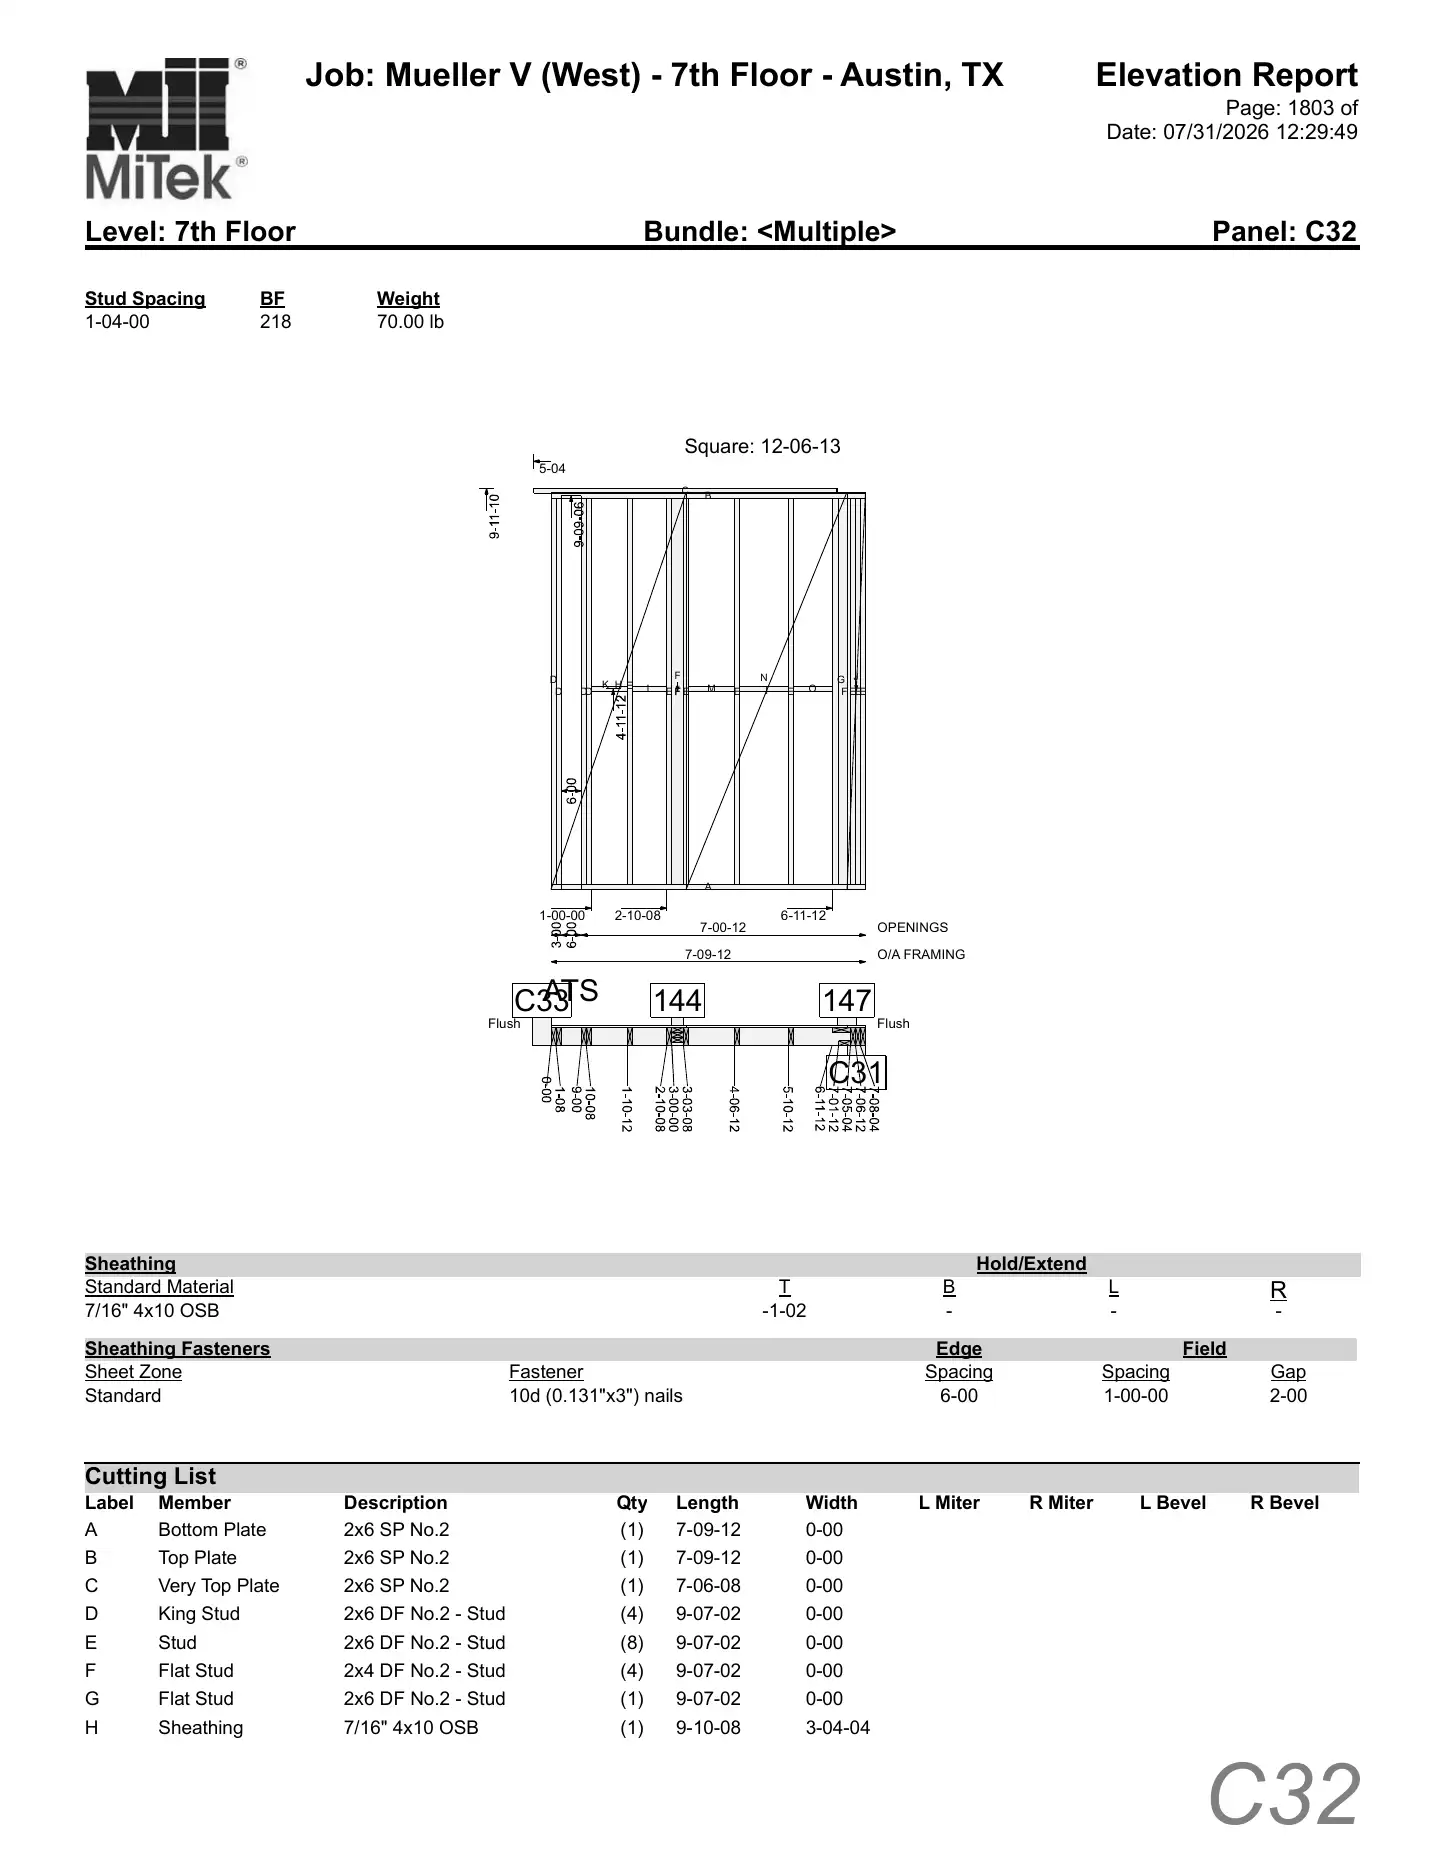 MiTek®
Job: Mueller V (West) - 7th Floor - Austin, TX
Elevation Report
Page: 1803 of
Date: 07/31/2026 12:29:49
Level: 7th Floor Bundle: <Multiple> Panel: C32
Stud Spacing BF Weight
1-04-00 218 70.00 lb
Square: 12-06-13
5-04
9-11-10
9-09-06
C
B
D
D
D
K H E
I
F
F
M
N
O
G
F
4-11-12
6-00
A
1-00-00 2-10-08 6-11-12
3-00
6-00
7-00-12 OPENINGS
7-09-12 O/A FRAMING
ATS
C33 144 147
Flush Flush
C31
0-00
1-08
9-00
10-08
1-10-12
2-10-08
3-00-00
3-03-08
4-06-12
5-10-12
6-11-12
7-01-12
7-05-04
7-06-12
7-08-04
Sheathing Hold/Extend
Standard Material T B L R
7/16" 4x10 OSB -1-02 - - -
Sheathing Fasteners Edge Field
Sheet Zone Fastener Spacing Spacing Gap
Standard 10d (0.131"x3") nails 6-00 1-00-00 2-00
Cutting List
Label Member Description Qty Length Width L Miter R Miter L Bevel R Bevel
A Bottom Plate 2x6 SP No.2 (1) 7-09-12 0-00
B Top Plate 2x6 SP No.2 (1) 7-09-12 0-00
C Very Top Plate 2x6 SP No.2 (1) 7-06-08 0-00
D King Stud 2x6 DF No.2 - Stud (4) 9-07-02 0-00
E Stud 2x6 DF No.2 - Stud (8) 9-07-02 0-00
F Flat Stud 2x4 DF No.2 - Stud (4) 9-07-02 0-00
G Flat Stud 2x6 DF No.2 - Stud (1) 9-07-02 0-00
H Sheathing 7/16" 4x10 OSB (1) 9-10-08 3-04-04
C32